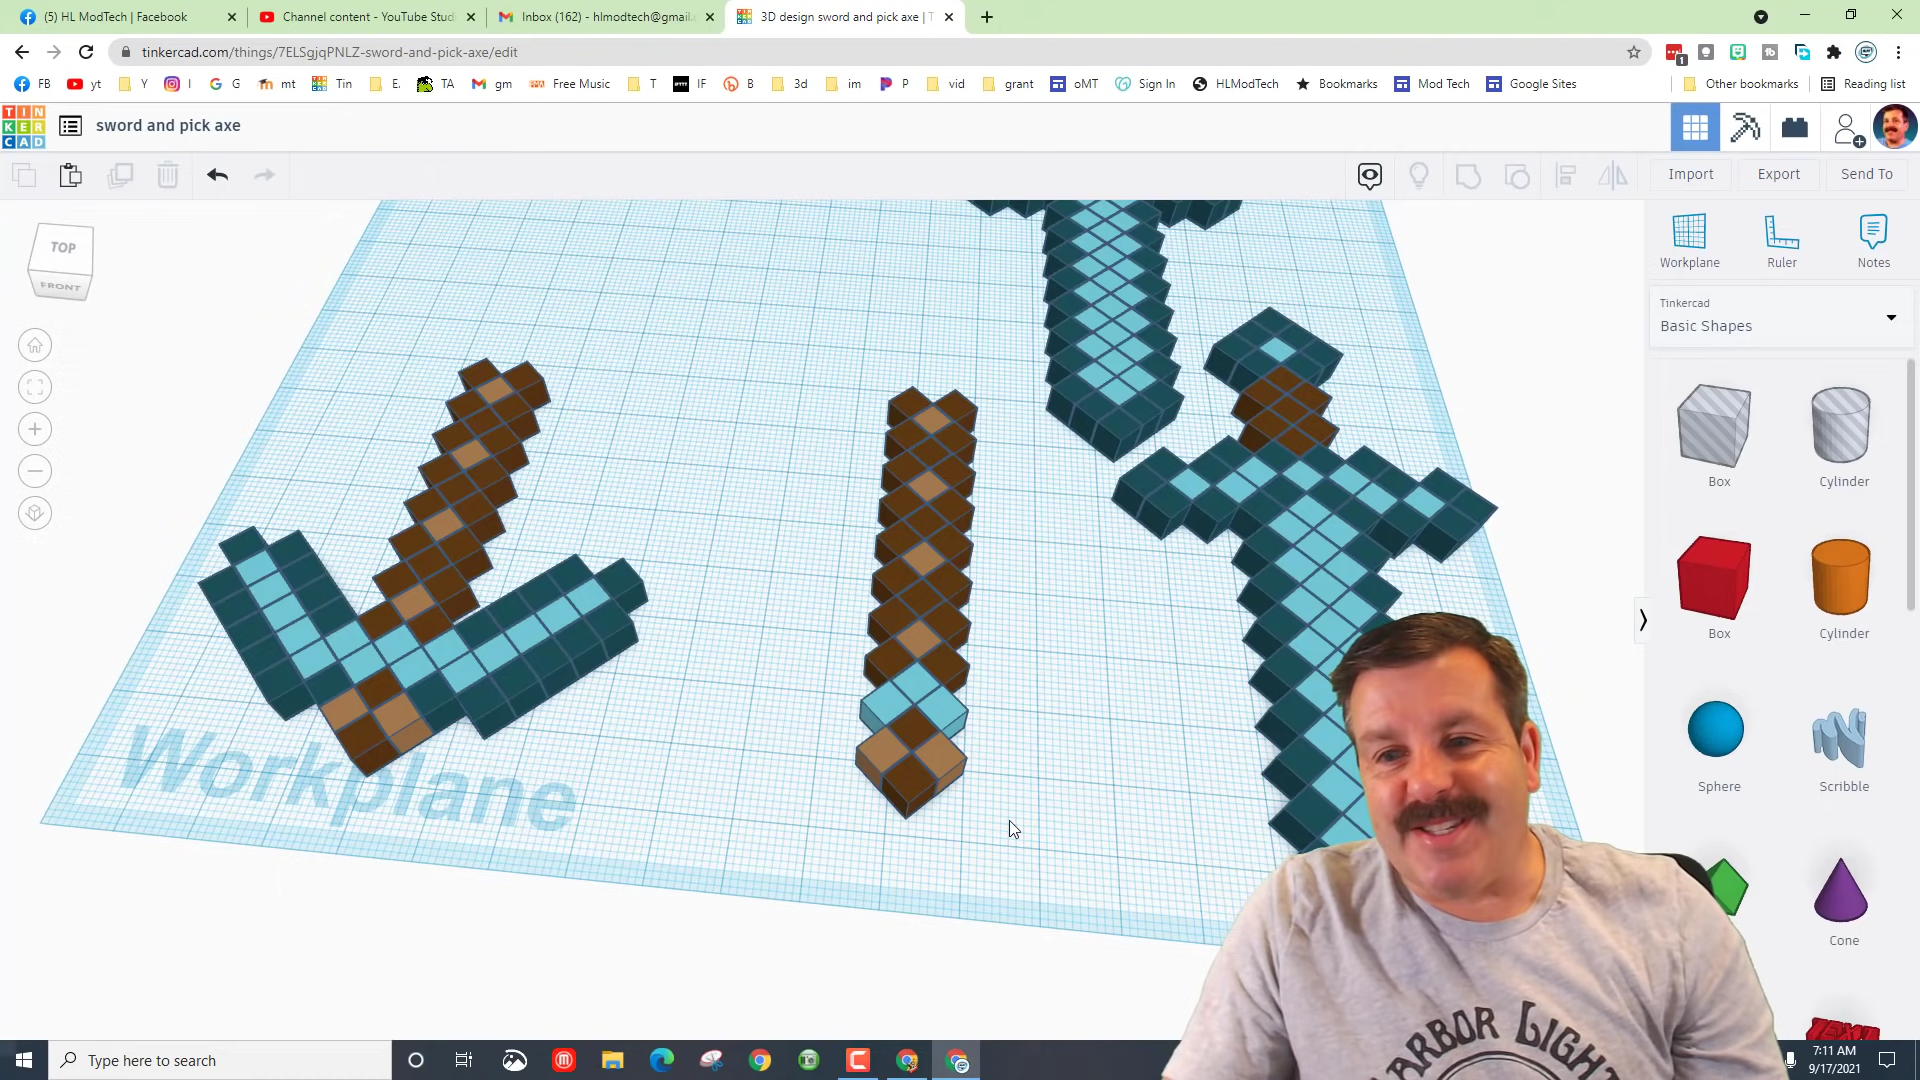 (5) HL ModTech | Facebook
Channel content - YouTube Studi
Inbox (162) - hlmodtech@gmail.
3D design sword and pick axe | T
tinkercad.com/things/7ELSgjqPNLZ-sword-and-pick-axe/edit
1
FB yt Y I G mt Tin E. TA gm Free Music T IF B 3d im P vid grant oMT Sign In HLModTech Bookmarks Mod Tech Google Sites Other bookmarks Reading list
TIN
KER
CAD
sword and pick axe
Import Export Send To
TOP
FRONT
Workplane Ruler Notes
Tinkercad
Basic Shapes
Box Cylinder
Box Cylinder
Sphere Scribble
Cone
Workplane
ARBOR LIGH
Type here to search
7:11 AM
9/17/2021